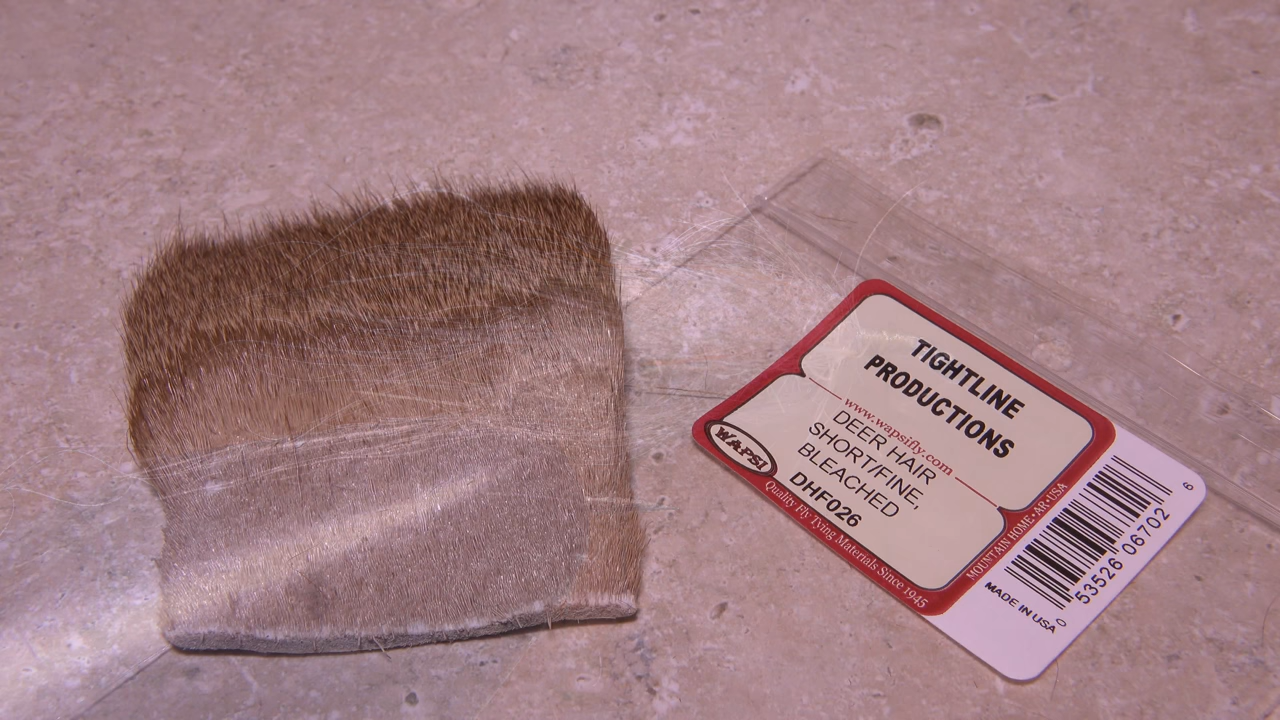 TIGHTLINE
PRODUCTIONS
www.wapsifly.com
DEER HAIR
SHORT/FINE,
BLEACHED
DHF026
WAPSI
Quality Fly Tying Materials Since 1945
MOUNTAIN HOME • AR • USA
0 53526 06702 6
MADE IN USA